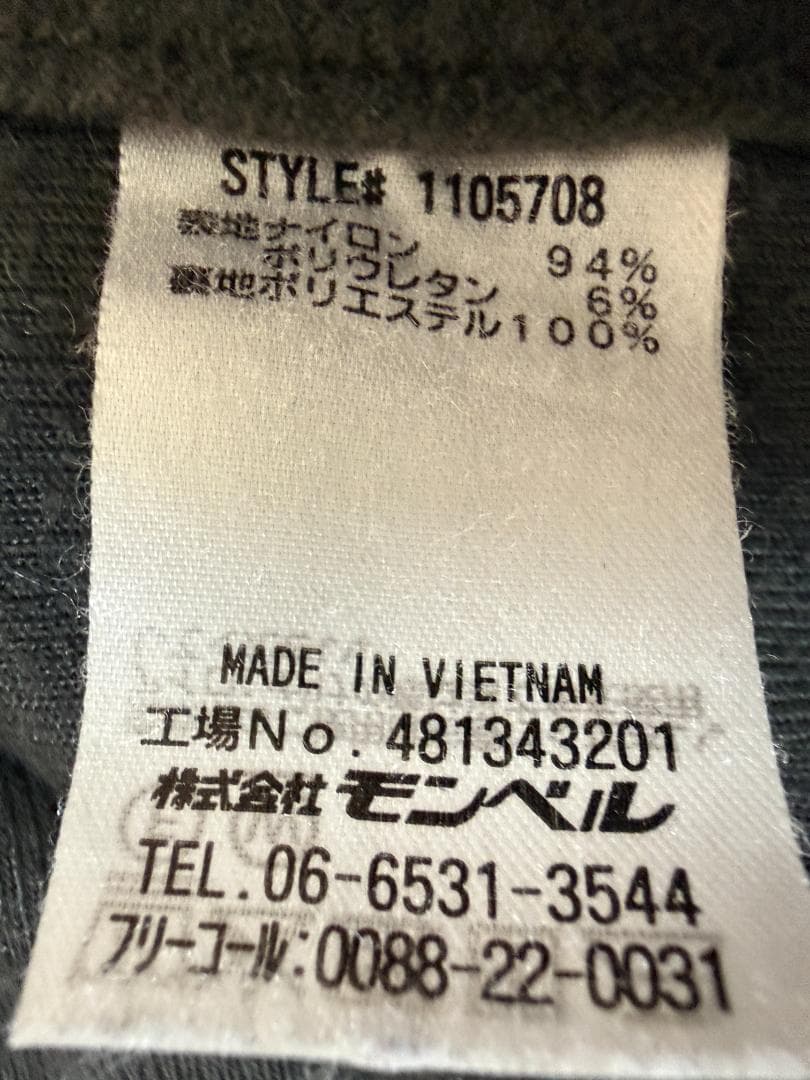 STYLE# 1105708
表地ナイロン 94%
ポリウレタン 6%
裏地ポリエステル100%
MADE IN VIETNAM
工場No.481343201
株式会社モンベル
TEL.06-6531-3544
フリーコール:0088-22-0031